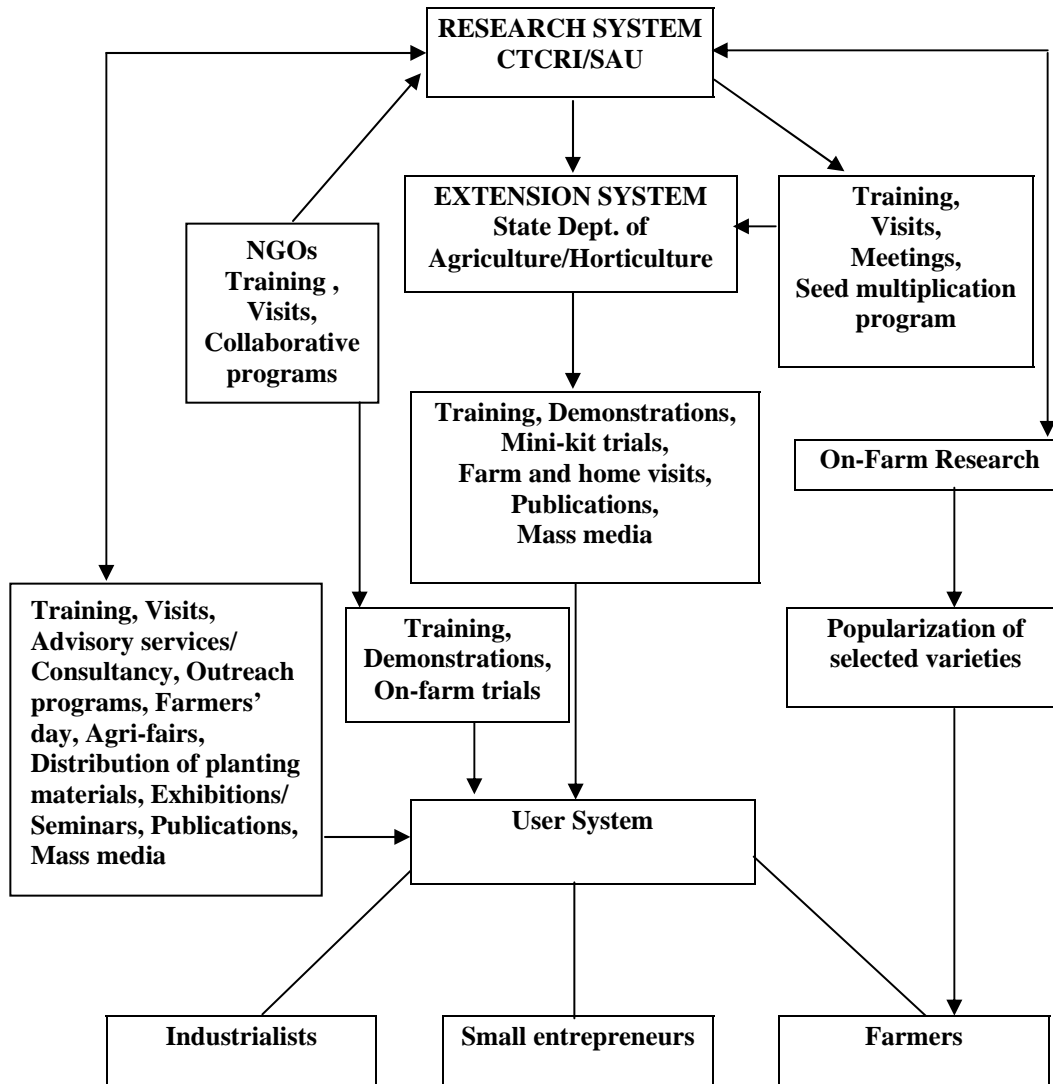 RESEARCH SYSTEM
CTCRI/SAU
EXTENSION SYSTEM
State Dept. of
Agriculture/Horticulture
Training,
Visits,
Meetings,
Seed multiplication
program
NGOs
Training ,
Visits,
Collaborative
programs
Training, Demonstrations,
Mini-kit trials,
Farm and home visits,
Publications,
Mass media
On-Farm Research
Training, Visits,
Advisory services/
Consultancy, Outreach
programs, Farmers’
day, Agri-fairs,
Distribution of planting
materials, Exhibitions/
Seminars, Publications,
Mass media
Training,
Demonstrations,
On-farm trials
Popularization of
selected varieties
User System
Industrialists
Small entrepreneurs
Farmers